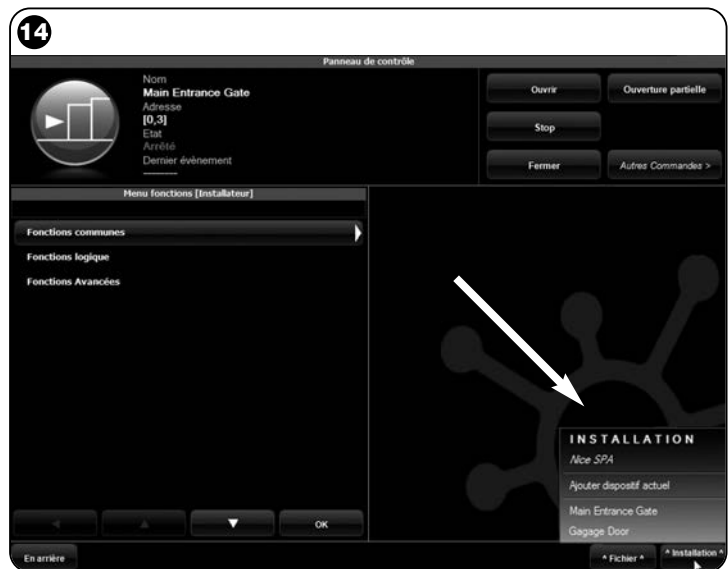 14
Panneau de contrôle
Nom
Main Entrance Gate
Adresse
[0,3]
Etat
Arrêté
Dernier évènement
--------
Ouvrir
Ouverture partielle
Stop
Fermer
Autres Commandes >
Menu fonctions [Installateur]
Fonctions communes
Fonctions logique
Fonctions Avancées
OK
INSTALLATION
Nice SPA
Ajouter dispositif actuel
Main Entrance Gate
Gagage Door
En arrière
^ Fichier ^
^ Installation ^